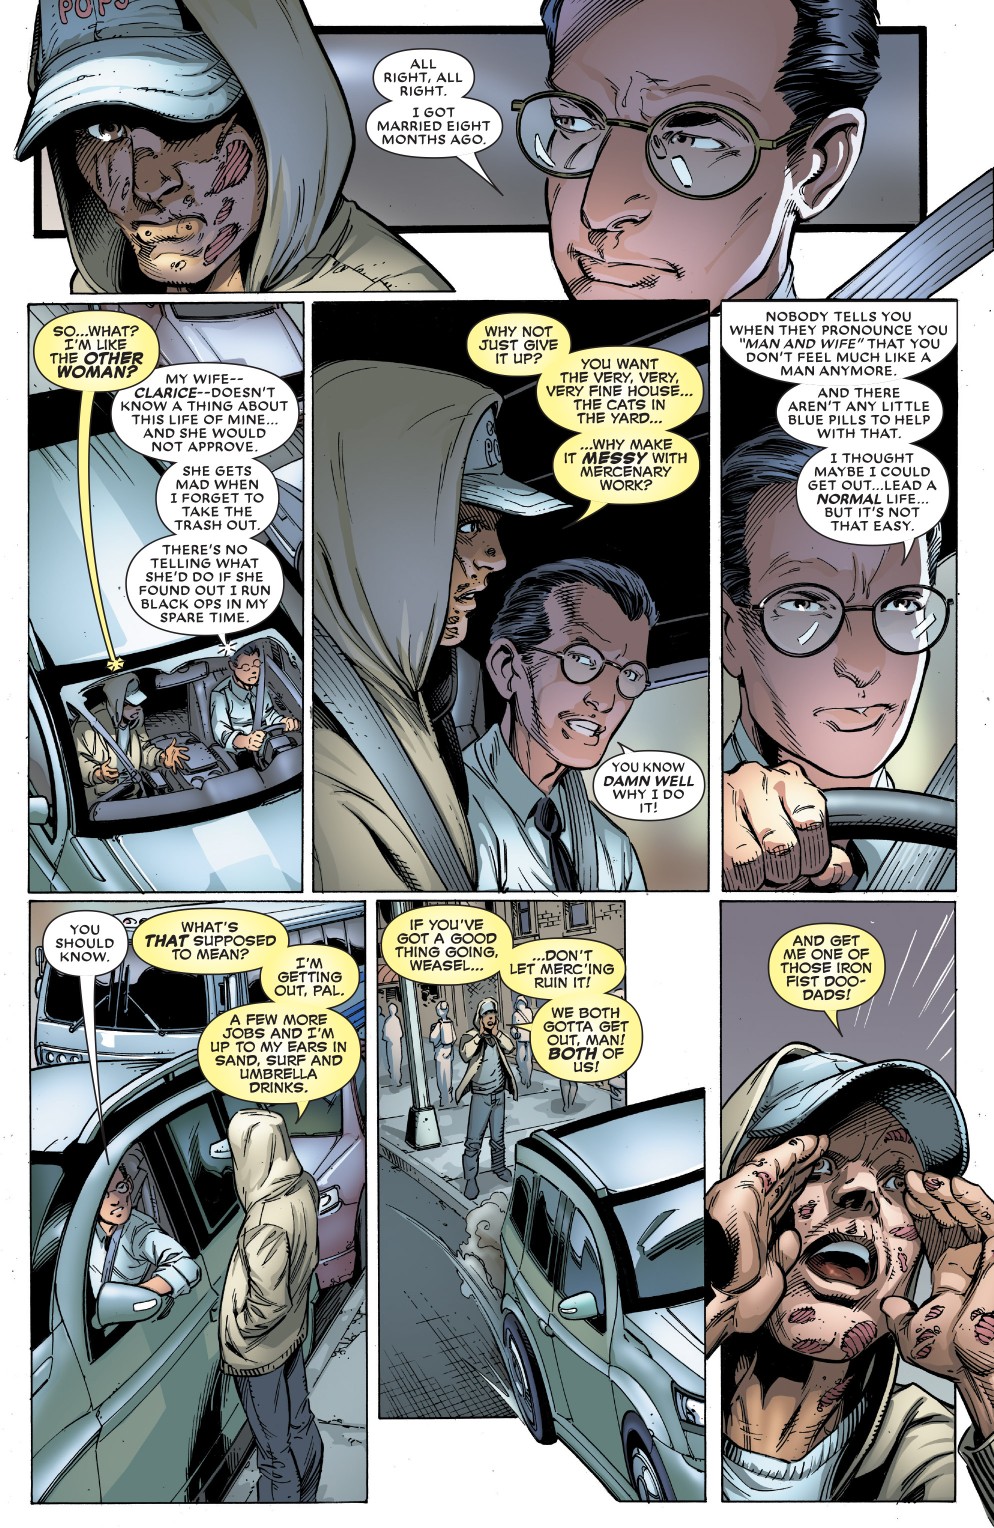 POPS
ALL
RIGHT, ALL
RIGHT.
I GOT
MARRIED EIGHT
MONTHS AGO.
SO...WHAT?
I'M LIKE
THE OTHER
WOMAN?
MY WIFE--
CLARICE--DOESN'T
KNOW A THING ABOUT
THIS LIFE OF MINE...
AND SHE WOULD
NOT APPROVE.
SHE GETS
MAD WHEN
I FORGET TO
TAKE THE
TRASH OUT.
THERE'S NO
TELLING WHAT
SHE'D DO IF SHE
FOUND OUT I RUN
BLACK OPS IN MY
SPARE TIME.
WHY NOT
JUST GIVE
IT UP?
YOU WANT
THE VERY, VERY,
VERY FINE HOUSE...
THE CATS IN
THE YARD...
...WHY MAKE
IT MESSY WITH
MERCENARY
WORK?
PO
YOU KNOW
DAMN WELL
WHY I DO
IT!
NOBODY TELLS YOU
WHEN THEY PRONOUNCE YOU
"MAN AND WIFE" THAT YOU
DON'T FEEL MUCH LIKE A
MAN ANYMORE.
AND THERE
AREN'T ANY LITTLE
BLUE PILLS TO HELP
WITH THAT.
I THOUGHT
MAYBE I COULD
GET OUT...LEAD A
NORMAL LIFE...
BUT IT'S NOT
THAT EASY.
YOU
SHOULD
KNOW.
WHAT'S
THAT SUPPOSED
TO MEAN?
I'M
GETTING
OUT, PAL.
A FEW MORE
JOBS AND I'M
UP TO MY EARS IN
SAND, SURF AND
UMBRELLA
DRINKS.
IF YOU'VE
GOT A GOOD
THING GOING,
WEASEL...
...DON'T
LET MERC'ING
RUIN IT!
WE BOTH
GOTTA GET
OUT, MAN!
BOTH OF
US!
AND GET
ME ONE OF
THOSE IRON
FIST DOO-
DADS!